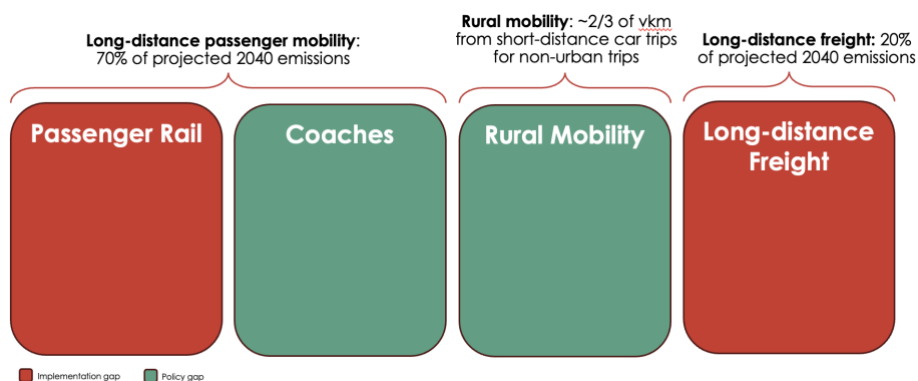 Long-distance passenger mobility:
70% of projected 2040 emissions
Rural mobility: ~2/3 of vkm
from short-distance car trips
for non-urban trips
Long-distance freight: 20%
of projected 2040 emissions
Passenger Rail
Coaches
Rural Mobility
Long-distance
Freight
Implementation gap
Policy gap